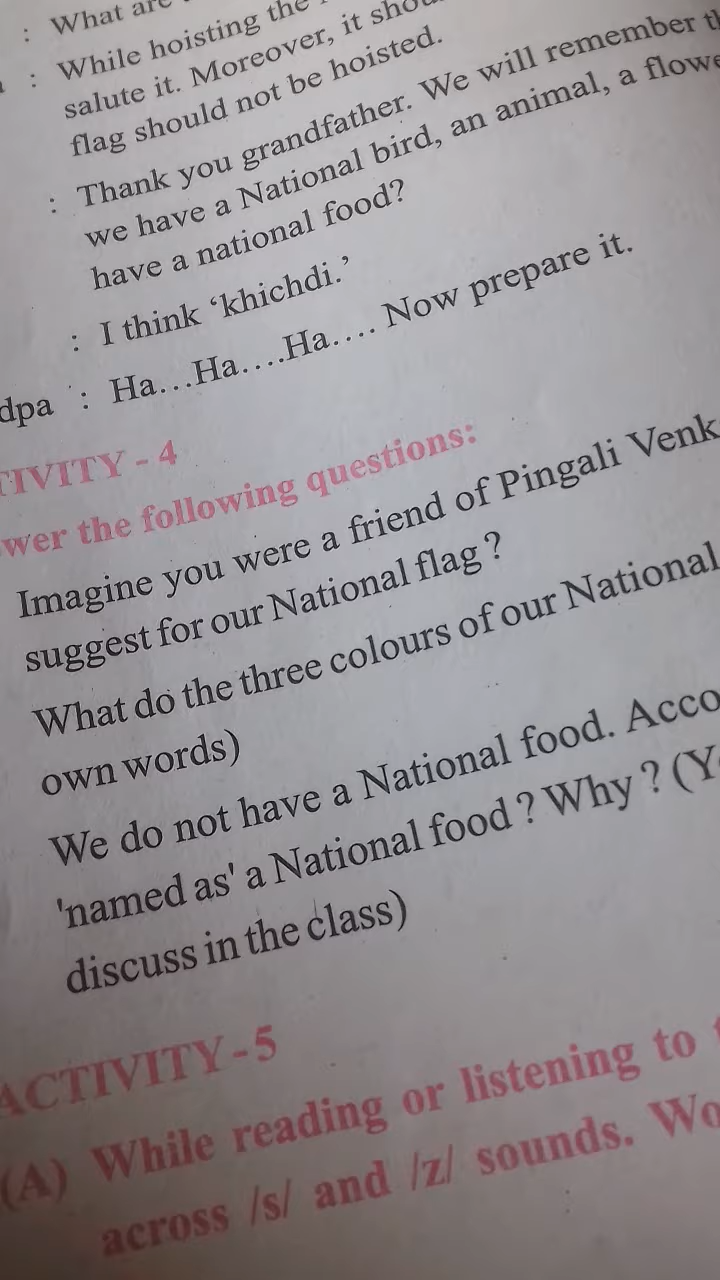 : What are
: While hoisting the
salute it. Moreover, it
flag should not be hoisted.
: Thank you grandfather. We will remember
we have a National bird, an animal, a
have a national food?
: I think ‘khichdi.’
dpa : Ha...Ha....Ha.... Now prepare it.
TIVITY - 4
wer the following questions:
Imagine you were a friend of Pingali Venk
suggest for our National flag ?
What do the three colours of our National
own words)
We do not have a National food. Acco
'named as' a National food ? Why ? (Y
discuss in the class)
ACTIVITY - 5
(A) While reading or listening to
across /s/ and /z/ sounds. Wo